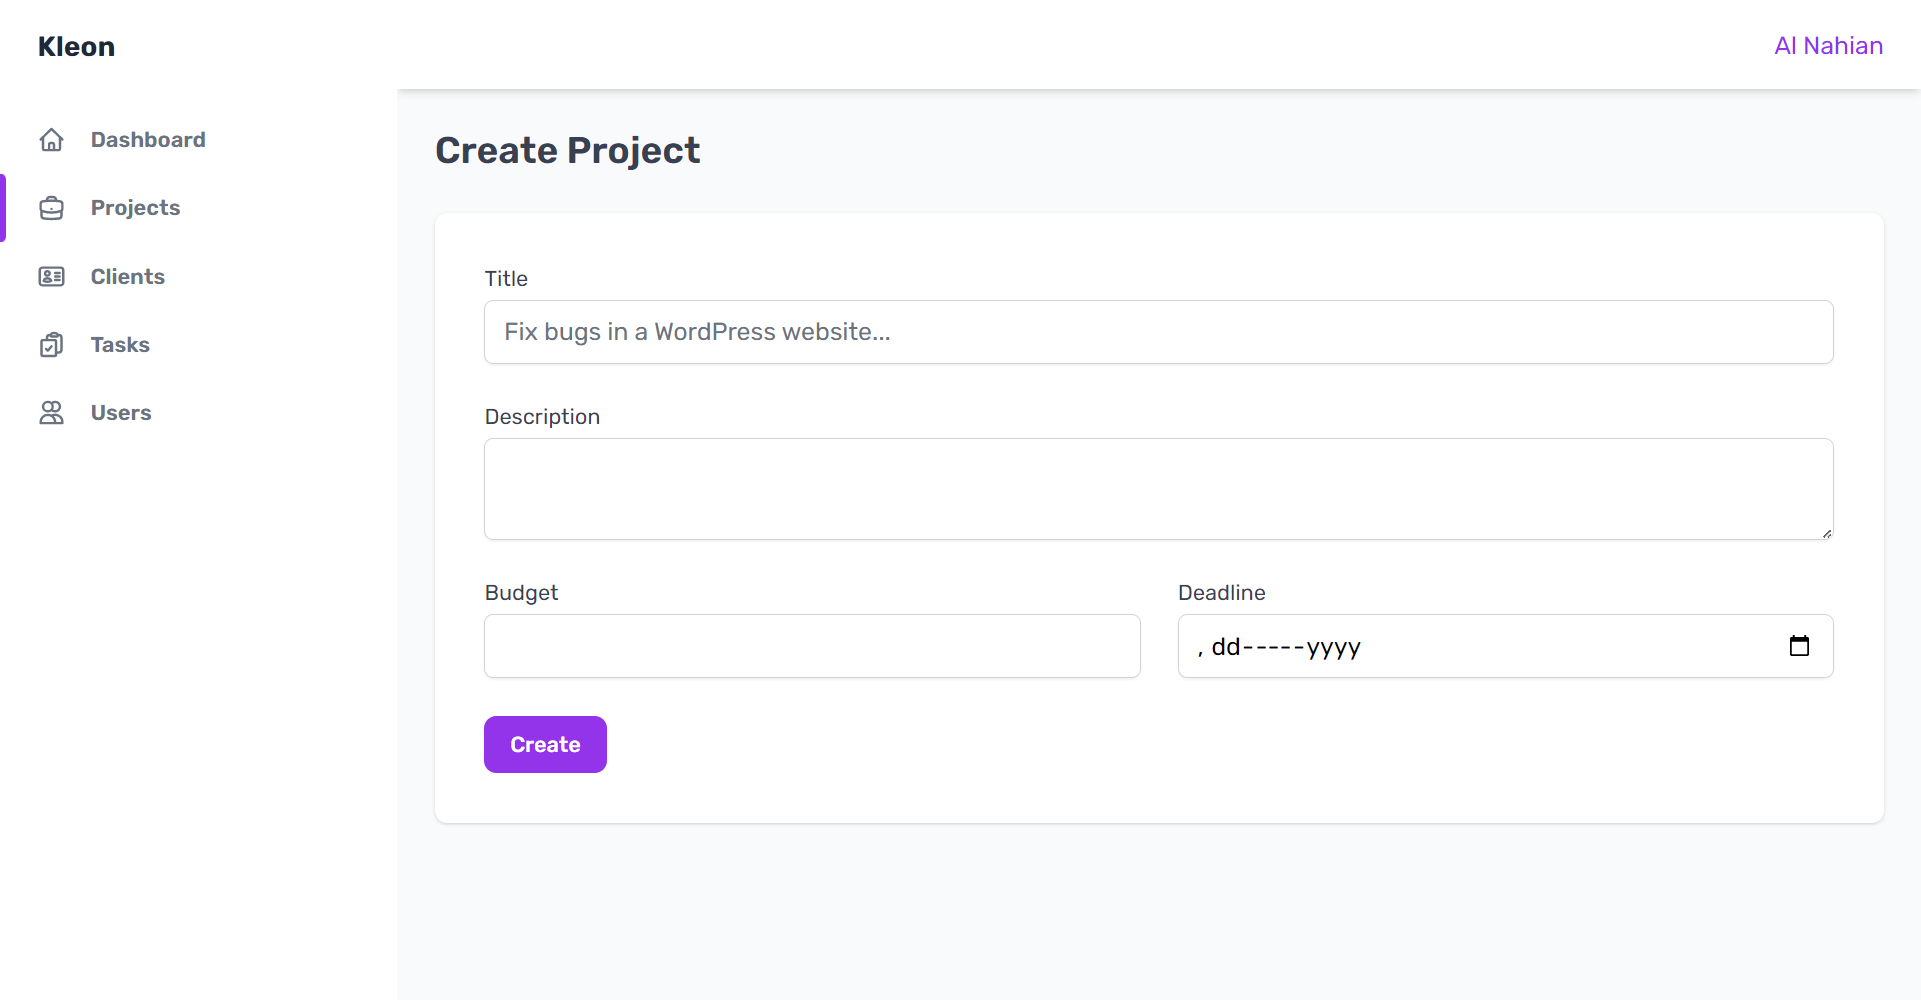 Kleon
Al Nahian
Dashboard
Projects
Clients
Tasks
Users
Create Project
Title
Fix bugs in a WordPress website...
Description
Budget
Deadline
, dd-----yyyy
Create